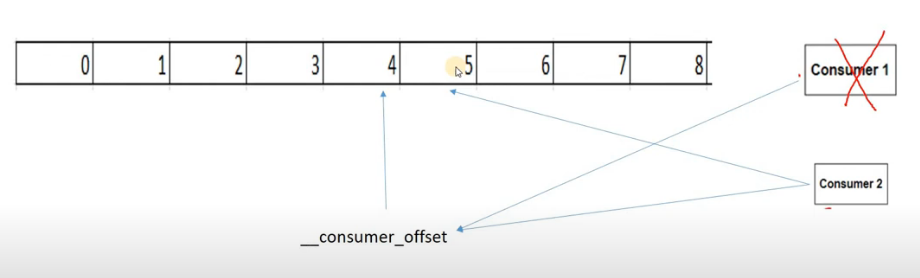 0 1 2 3 4 5 6 7 8
Consumer 1
Consumer 2
__consumer_offset